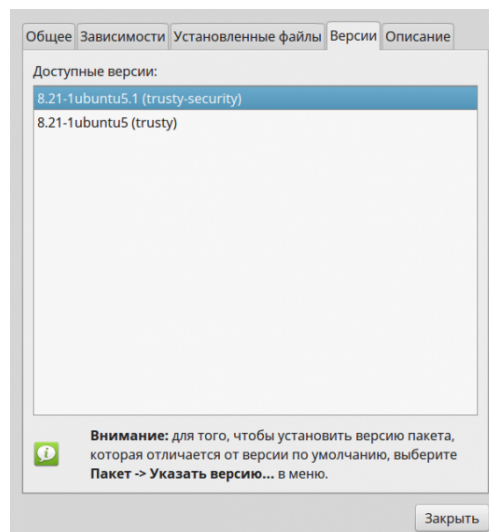 Общее Зависимости Установленные файлы Версии Описание
Доступные версии:
8.21-1ubuntu5.1 (trusty-security)
8.21-1ubuntu5 (trusty)
Внимание: для того, чтобы установить версию пакета,
которая отличается от версии по умолчанию, выберите
Пакет -> Указать версию... в меню.
Закрыть